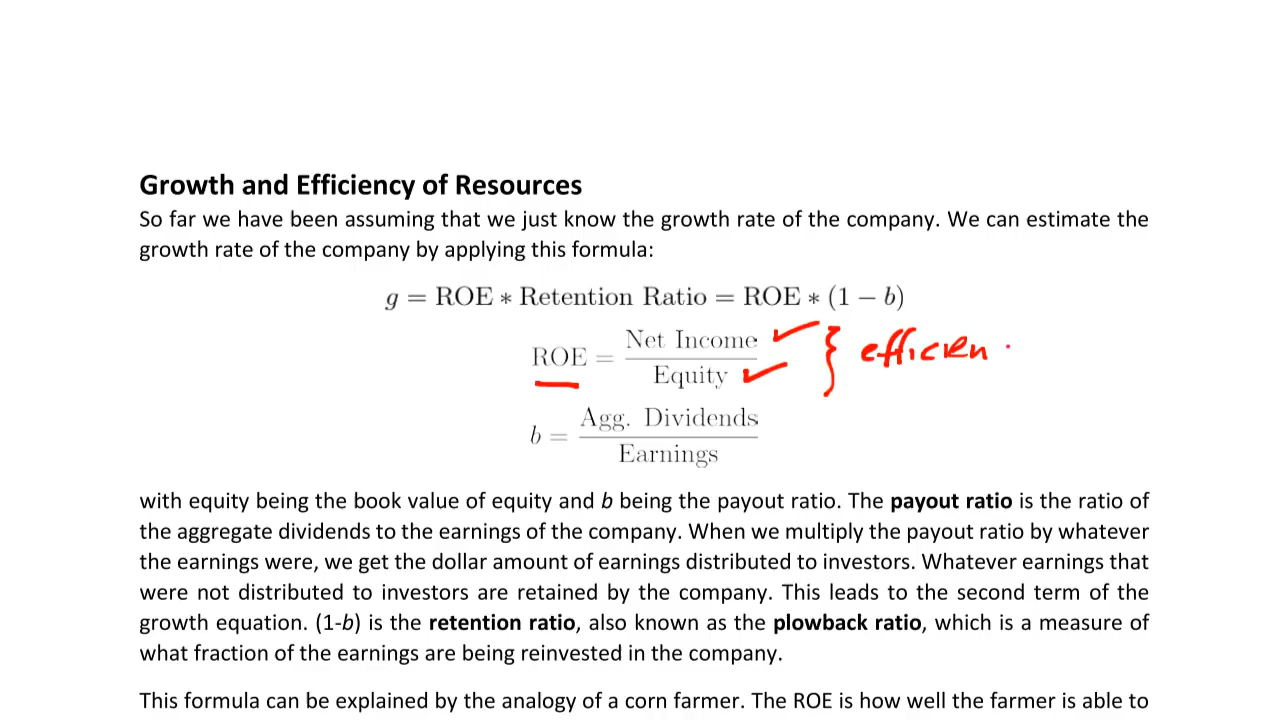 Growth and Efficiency of Resources
So far we have been assuming that we just know the growth rate of the company. We can estimate the
growth rate of the company by applying this formula:
g = ROE ∗ Retention Ratio = ROE ∗ (1 − b)
ROE = Net Income / Equity } efficien
b = Agg. Dividends / Earnings
with equity being the book value of equity and b being the payout ratio. The payout ratio is the ratio of
the aggregate dividends to the earnings of the company. When we multiply the payout ratio by whatever
the earnings were, we get the dollar amount of earnings distributed to investors. Whatever earnings that
were not distributed to investors are retained by the company. This leads to the second term of the
growth equation. (1-b) is the retention ratio, also known as the plowback ratio, which is a measure of
what fraction of the earnings are being reinvested in the company.
This formula can be explained by the analogy of a corn farmer. The ROE is how well the farmer is able to